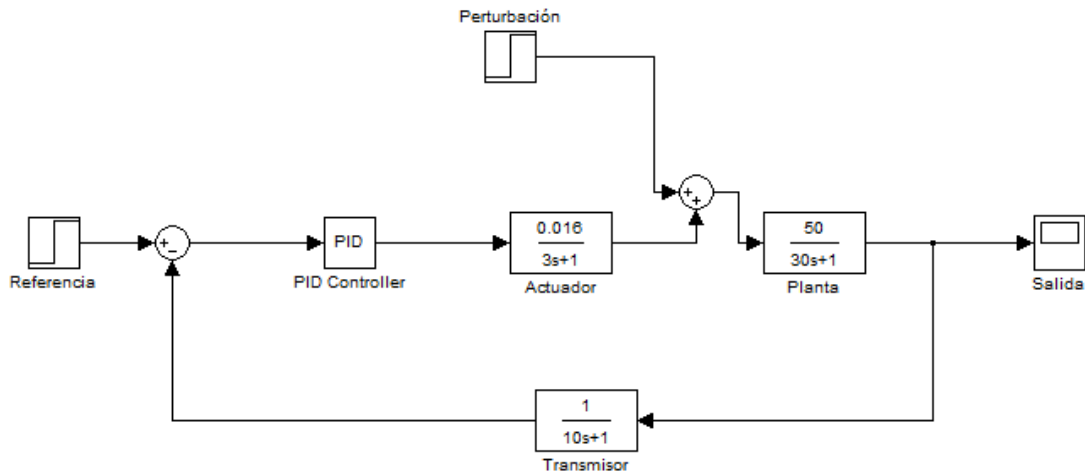 Perturbación
+
+
+
−
PID
0.016
3s+1
50
30s+1
Referencia
PID Controller
Actuador
Planta
Salida
1
10s+1
Transmisor